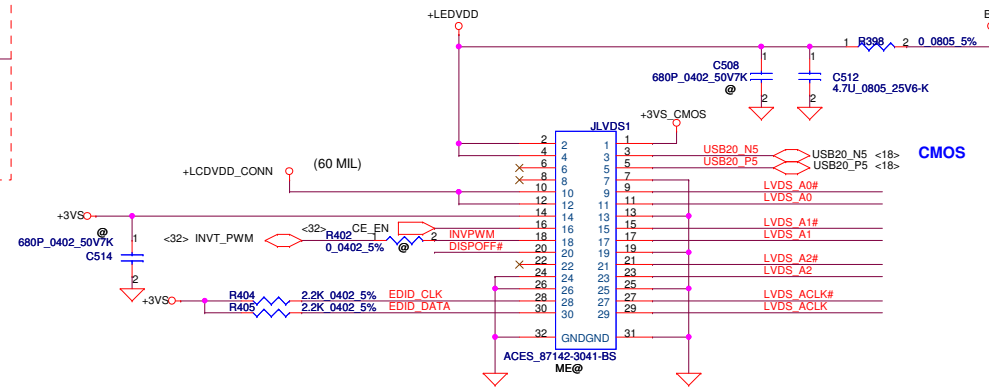 +LEDVDD
B
1 R398 2 0_0805_5%
C508
680P_0402_50V7K
@
1
2
1
2
C512
4.7U_0805_25V6-K
+3VS_CMOS
JLVDS1
CMOS
(60 MIL)
+LCDVDD_CONN
2 2 1 1
4 4 3 3 USB20_N5 USB20_N5 <18>
6 6 5 5 USB20_P5 USB20_P5 <18>
8 8 7 7
10 10 9 9 LVDS_A0#
12 12 11 11 LVDS_A0
+3VS
14 14 13 13
<32> CE_EN 16 16 15 15 LVDS_A1#
<32> INVT_PWM R402 2 INVPWM 18 18 17 17 LVDS_A1
0_0402_5% @
DISPOFF# 20 20 19 19
22 22 21 21 LVDS_A2#
24 24 23 23 LVDS_A2
26 26 25 25
@
680P_0402_50V7K
C514
1
2
+3VS
R404 2.2K_0402_5% EDID_CLK 28 28 27 27 LVDS_ACLK#
R405 2.2K_0402_5% EDID_DATA 30 30 29 29 LVDS_ACLK
32 GNDGND 31
ACES_87142-3041-BS
ME@